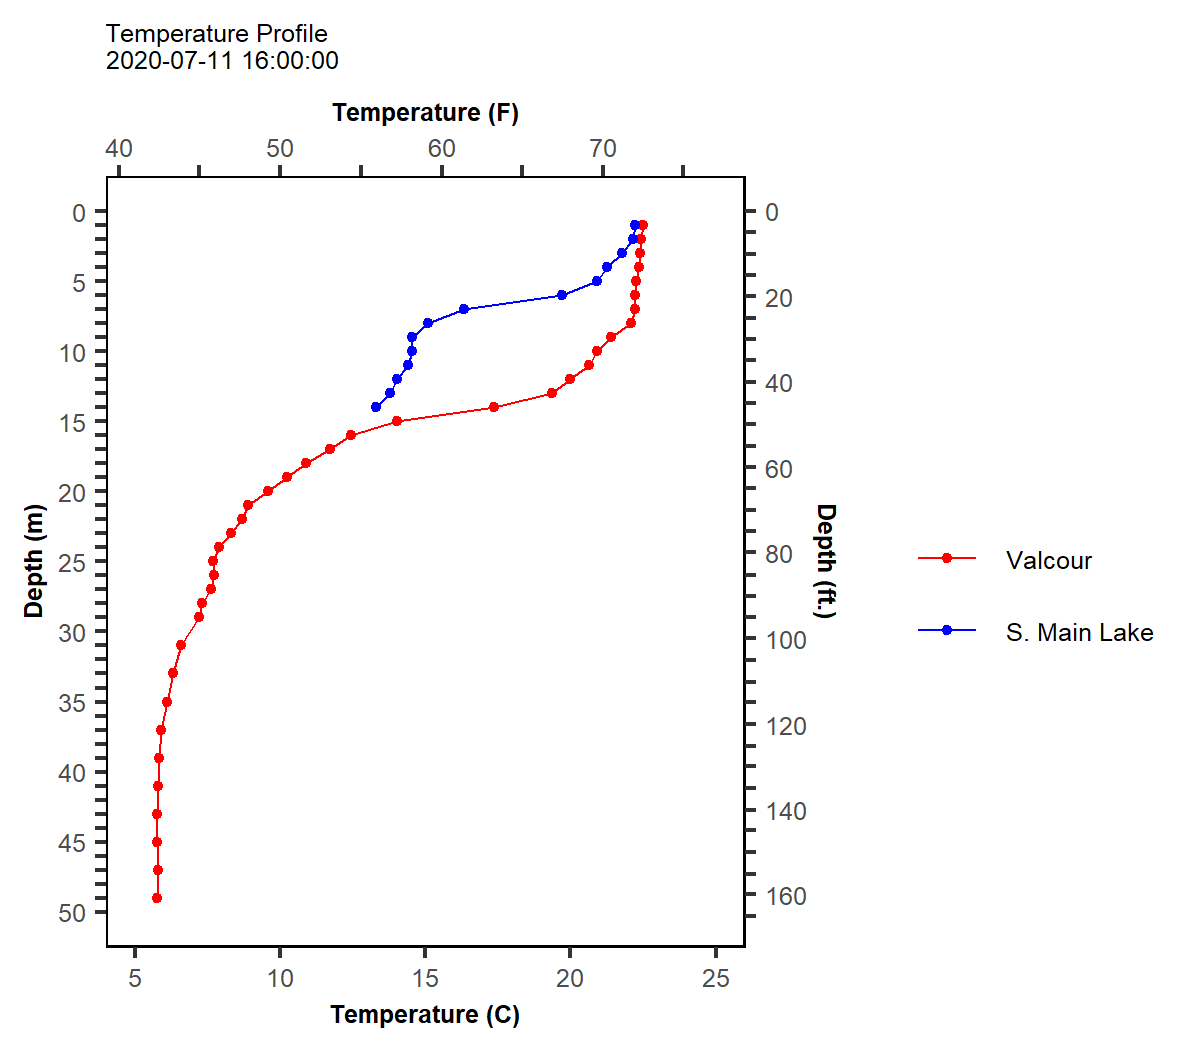 Temperature Profile
2020-07-11 16:00:00
Temperature (F)
40 50 60 70
0
5
10
15
20
25
30
35
40
45
50
Depth (m)
0
20
40
60
80
100
120
140
160
Depth (ft.)
Valcour
S. Main Lake
5 10 15 20 25
Temperature (C)